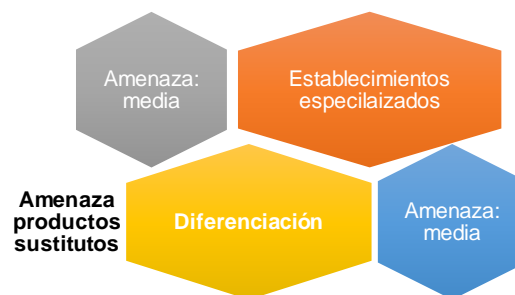 Amenaza:
media
Establecimientos
especilaizados
Amenaza
productos
sustitutos
Diferenciación
Amenaza:
media